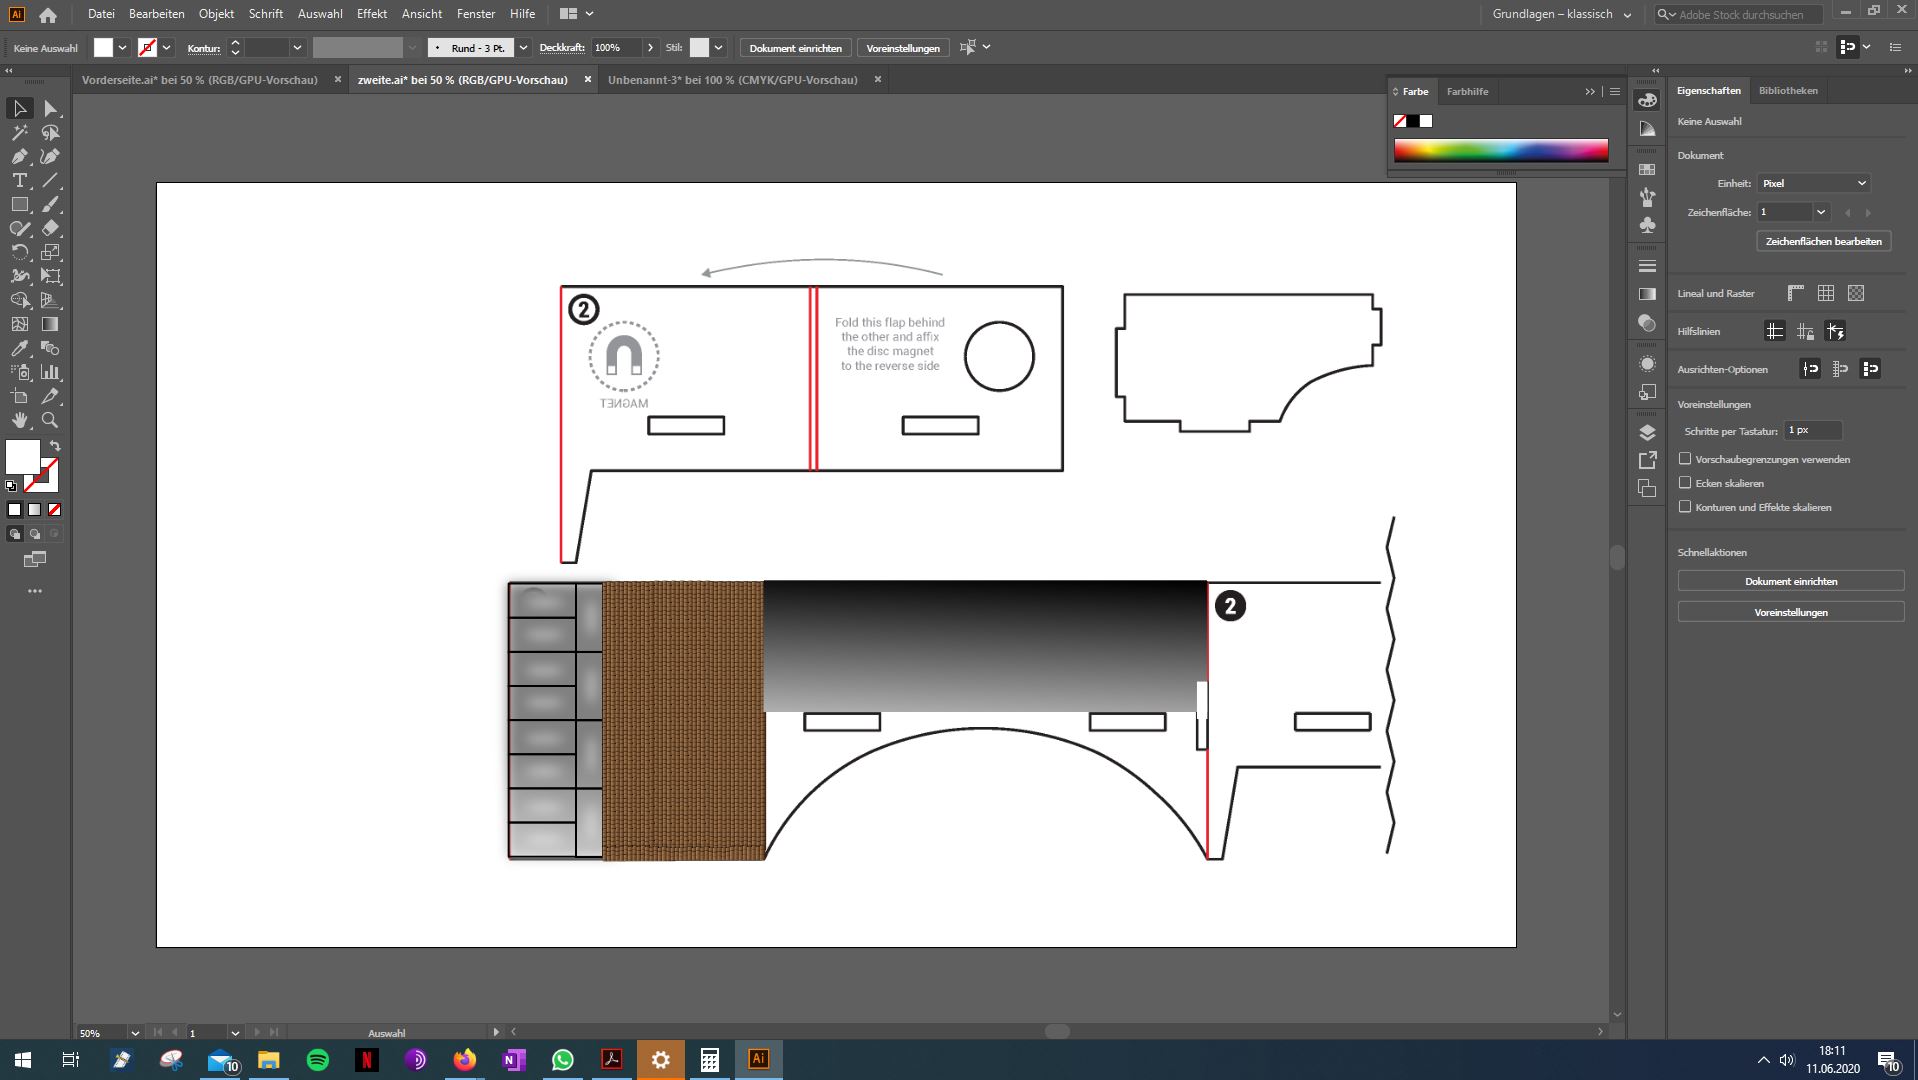 Ai Datei Bearbeiten Objekt Schrift Auswahl Effekt Ansicht Fenster Hilfe Grundlagen – klassisch Adobe Stock durchsuchen
Keine Auswahl Kontur: Rund - 3 Pt. Deckkraft: 100% Stil: Dokument einrichten Voreinstellungen
Vorderseite.ai* bei 50 % (RGB/GPU-Vorschau) zweite.ai* bei 50 % (RGB/GPU-Vorschau) Unbenannt-3* bei 100 % (CMYK/GPU-Vorschau)
Farbe Farbhilfe
Eigenschaften Bibliotheken
Keine Auswahl
Dokument
Einheit: Pixel
Zeichenfläche: 1
Zeichenflächen bearbeiten
Lineal und Raster
Hilfslinien
Ausrichten-Optionen
Voreinstellungen
Schritte per Tastatur: 1 px
Vorschaubegrenzungen verwenden
Ecken skalieren
Konturen und Effekte skalieren
Schnellaktionen
Dokument einrichten
Voreinstellungen
2
Fold this flap behind
the other and affix
the disc magnet
to the reverse side
MAGNET
2
50% 1 Auswahl
10 N N Ai 18:11
11.06.2020 10